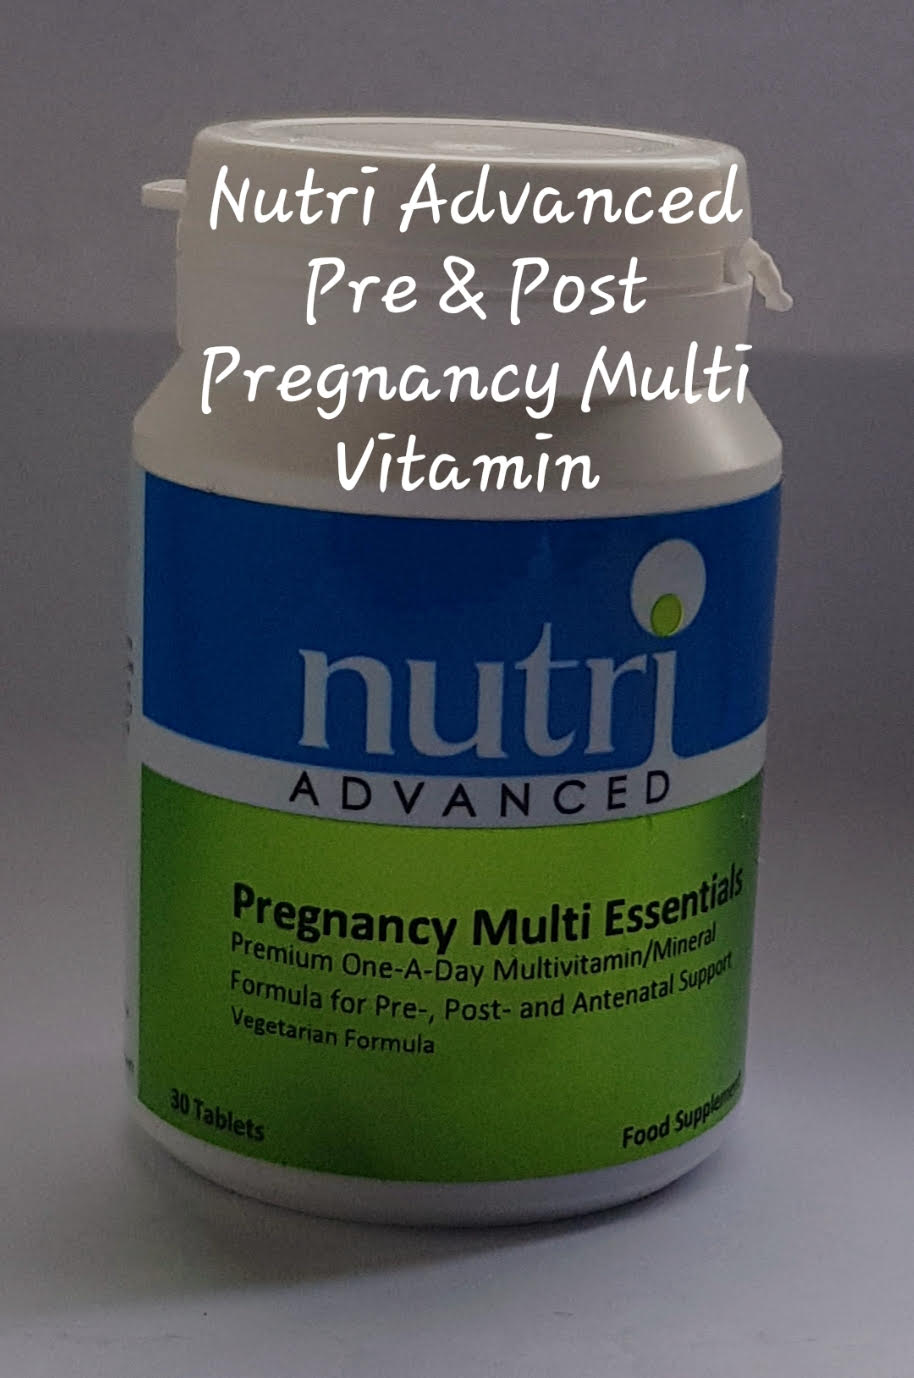 Nutri Advanced
Pre & Post
Pregnancy Multi
Vitamin
nutri
ADVANCED
Pregnancy Multi Essentials
Premium One-A-Day Multivitamin/Mineral
Formula for Pre-, Post- and Antenatal Support
Vegetarian Formula
30 Tablets
Food Supplement